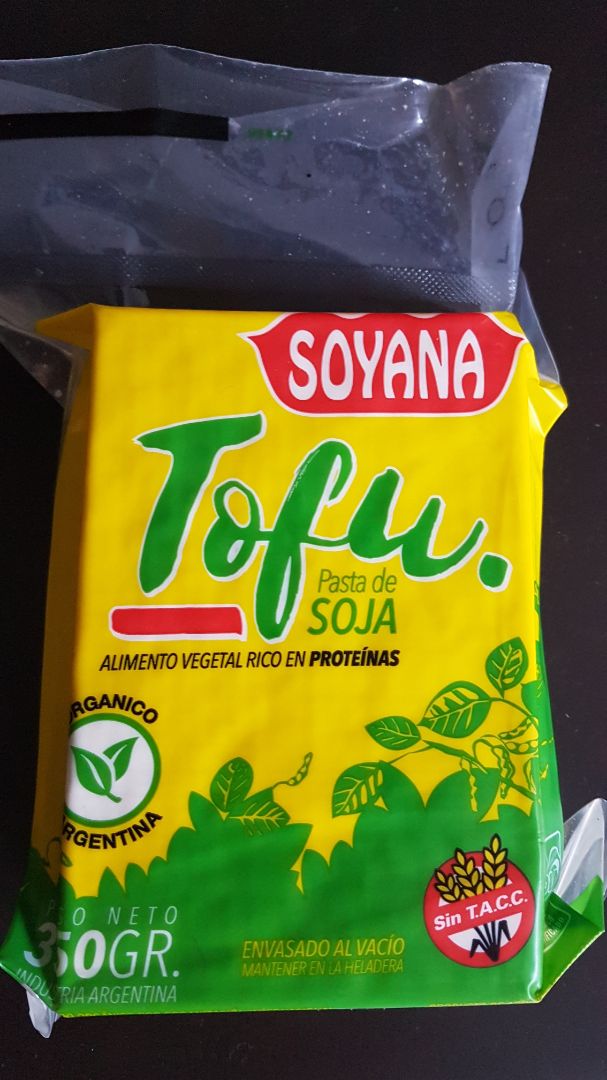 SOYANA
Tofu.
Pasta de
SOJA
ALIMENTO VEGETAL RICO EN PROTEÍNAS
ORGANICO
ARGENTINA
PSO NETO
350GR.
INDUSTRIA ARGENTINA
ENVASADO AL VACÍO
MANTENER EN LA HELADERA
Sin T.A.C.C.